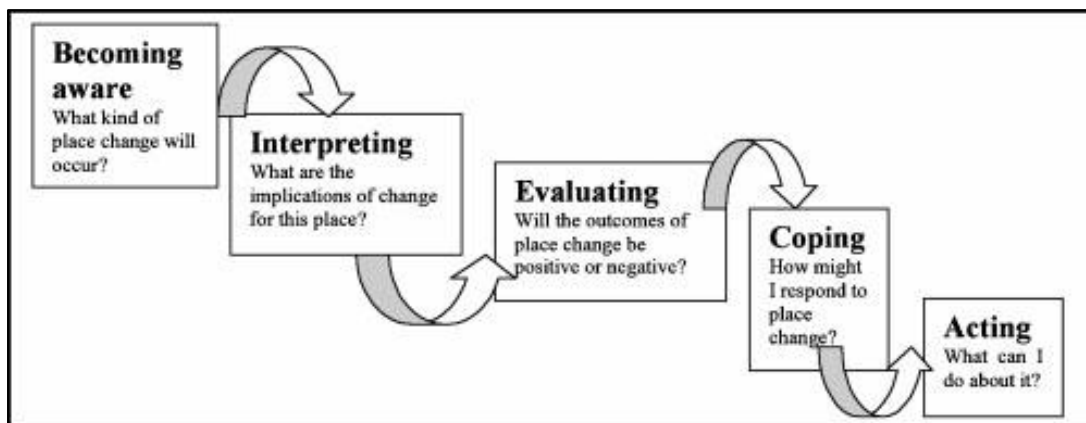 Becoming
aware
What kind of
place change will
occur?
Interpreting
What are the
implications of change
for this place?
Evaluating
Will the outcomes of
place change be
positive or negative?
Coping
How might
I respond to
place
change?
Acting
What can I
do about it?